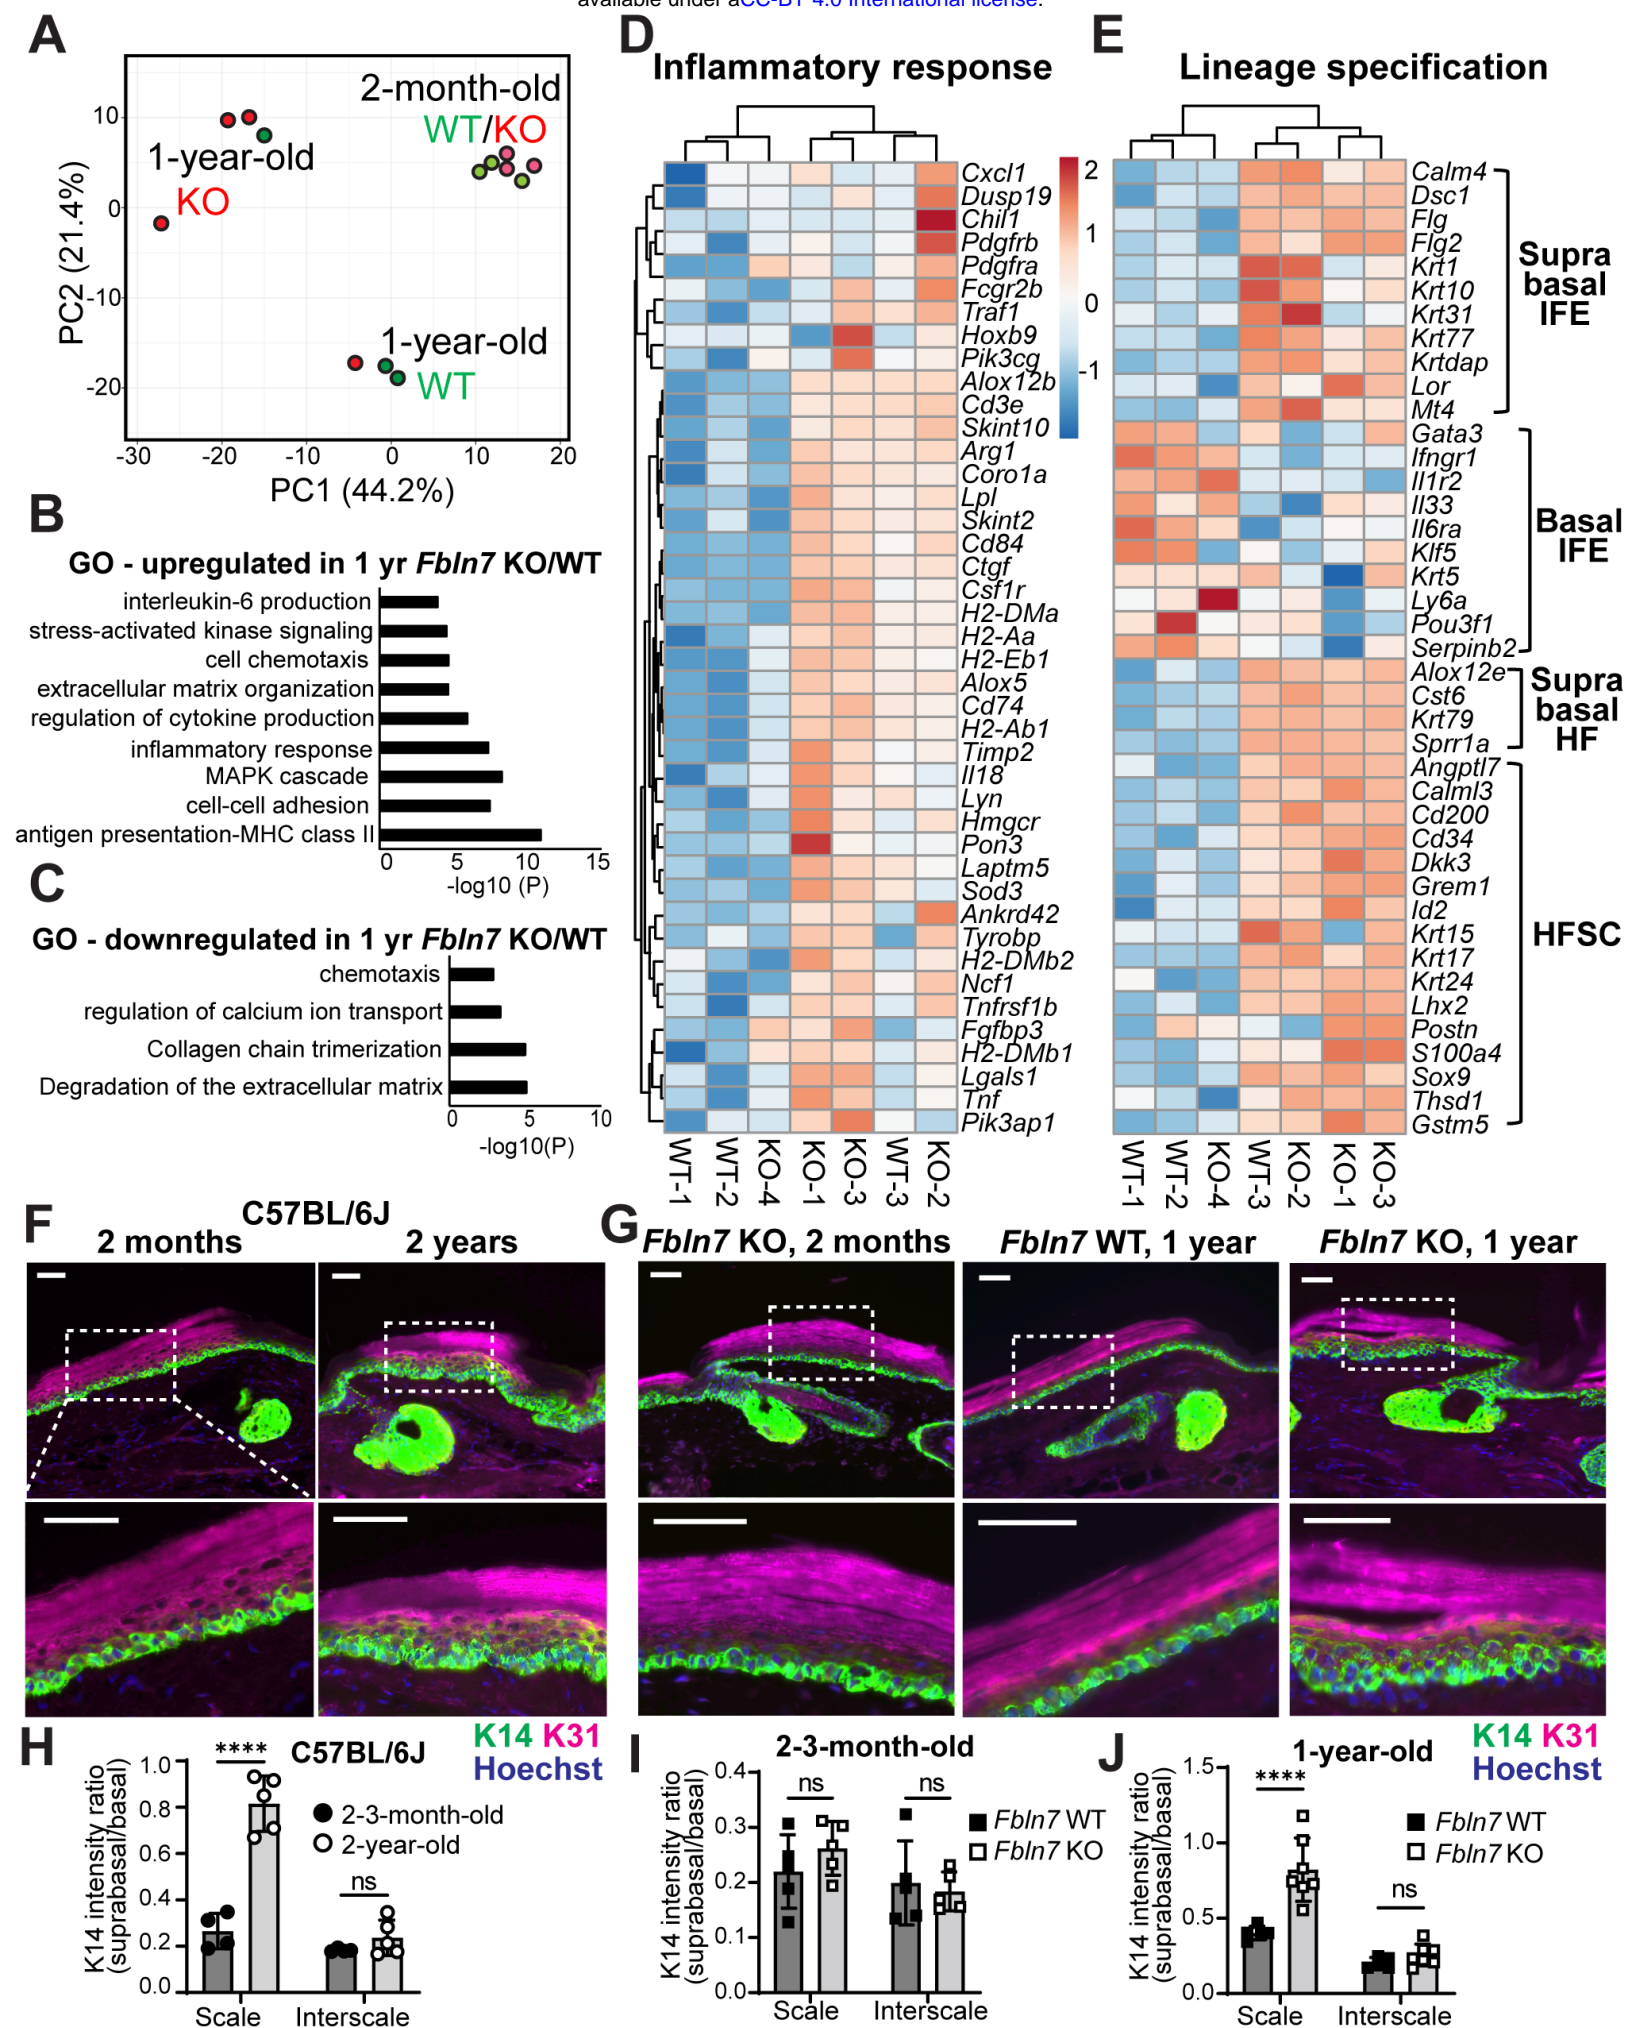 available under aCC-BY 4.0 International license.
A
2-month-old
WT/KO
1-year-old
KO
1-year-old
WT
10
0
-10
-20
-30 -20 -10 0 10 20
PC1 (44.2%)
PC2 (21.4%)
B
GO - upregulated in 1 yr Fbln7 KO/WT
interleukin-6 production
stress-activated kinase signaling
cell chemotaxis
extracellular matrix organization
regulation of cytokine production
inflammatory response
MAPK cascade
cell-cell adhesion
antigen presentation-MHC class II
0 5 10 15
-log10 (P)
C
GO - downregulated in 1 yr Fbln7 KO/WT
chemotaxis
regulation of calcium ion transport
Collagen chain trimerization
Degradation of the extracellular matrix
0 5 10
-log10(P)
D
Inflammatory response
Cxcl1
Dusp19
Chil1
Pdgfrb
Pdgfra
Fcgr2b
Traf1
Hoxb9
Pik3cg
Alox12b
Cd3e
Skint10
Arg1
Coro1a
Lpl
Skint2
Cd84
Ctgf
Csf1r
H2-DMa
H2-Aa
H2-Eb1
Alox5
Cd74
H2-Ab1
Timp2
Il18
Lyn
Hmgcr
Pon3
Laptm5
Sod3
Ankrd42
Tyrobp
H2-DMb2
Ncf1
Tnfrsf1b
Fgfbp3
H2-DMb1
Lgals1
Tnf
Pik3ap1
WT-1 WT-2 KO-4 KO-1 KO-3 WT-3 KO-2
2
1
0
-1
E
Lineage specification
Calm4
Dsc1
Flg
Flg2
Krt1
Krt10
Krt31
Krt77
Krtdap
Lor
Mt4
Gata3
Ifngr1
Il1r2
Il33
Il6ra
Klf5
Krt5
Ly6a
Pou3f1
Serpinb2
Alox12e
Cst6
Krt79
Sprr1a
Angptl7
Calml3
Cd200
Cd34
Dkk3
Grem1
Id2
Krt15
Krt17
Krt24
Lhx2
Postn
S100a4
Sox9
Thsd1
Gstm5
Supra
basal
IFE
Basal
IFE
Supra
basal
HF
HFSC
WT-1 WT-2 KO-4 WT-3 KO-2 KO-1 KO-3
F
C57BL/6J
2 months
2 years
G
Fbln7 KO, 2 months
Fbln7 WT, 1 year
Fbln7 KO, 1 year
K14 K31
Hoechst
K14 K31
Hoechst
H
C57BL/6J
K14 intensity ratio
(suprabasal/basal)
1.0
0.8
0.6
0.4
0.2
0.0
****
ns
2-3-month-old
2-year-old
Scale Interscale
I
2-3-month-old
K14 intensity ratio
(suprabasal/basal)
0.4
0.3
0.2
0.1
0.0
ns
ns
Fbln7 WT
Fbln7 KO
Scale Interscale
J
1-year-old
K14 intensity ratio
(suprabasal/basal)
1.5
1.0
0.5
0.0
****
ns
Fbln7 WT
Fbln7 KO
Scale Interscale